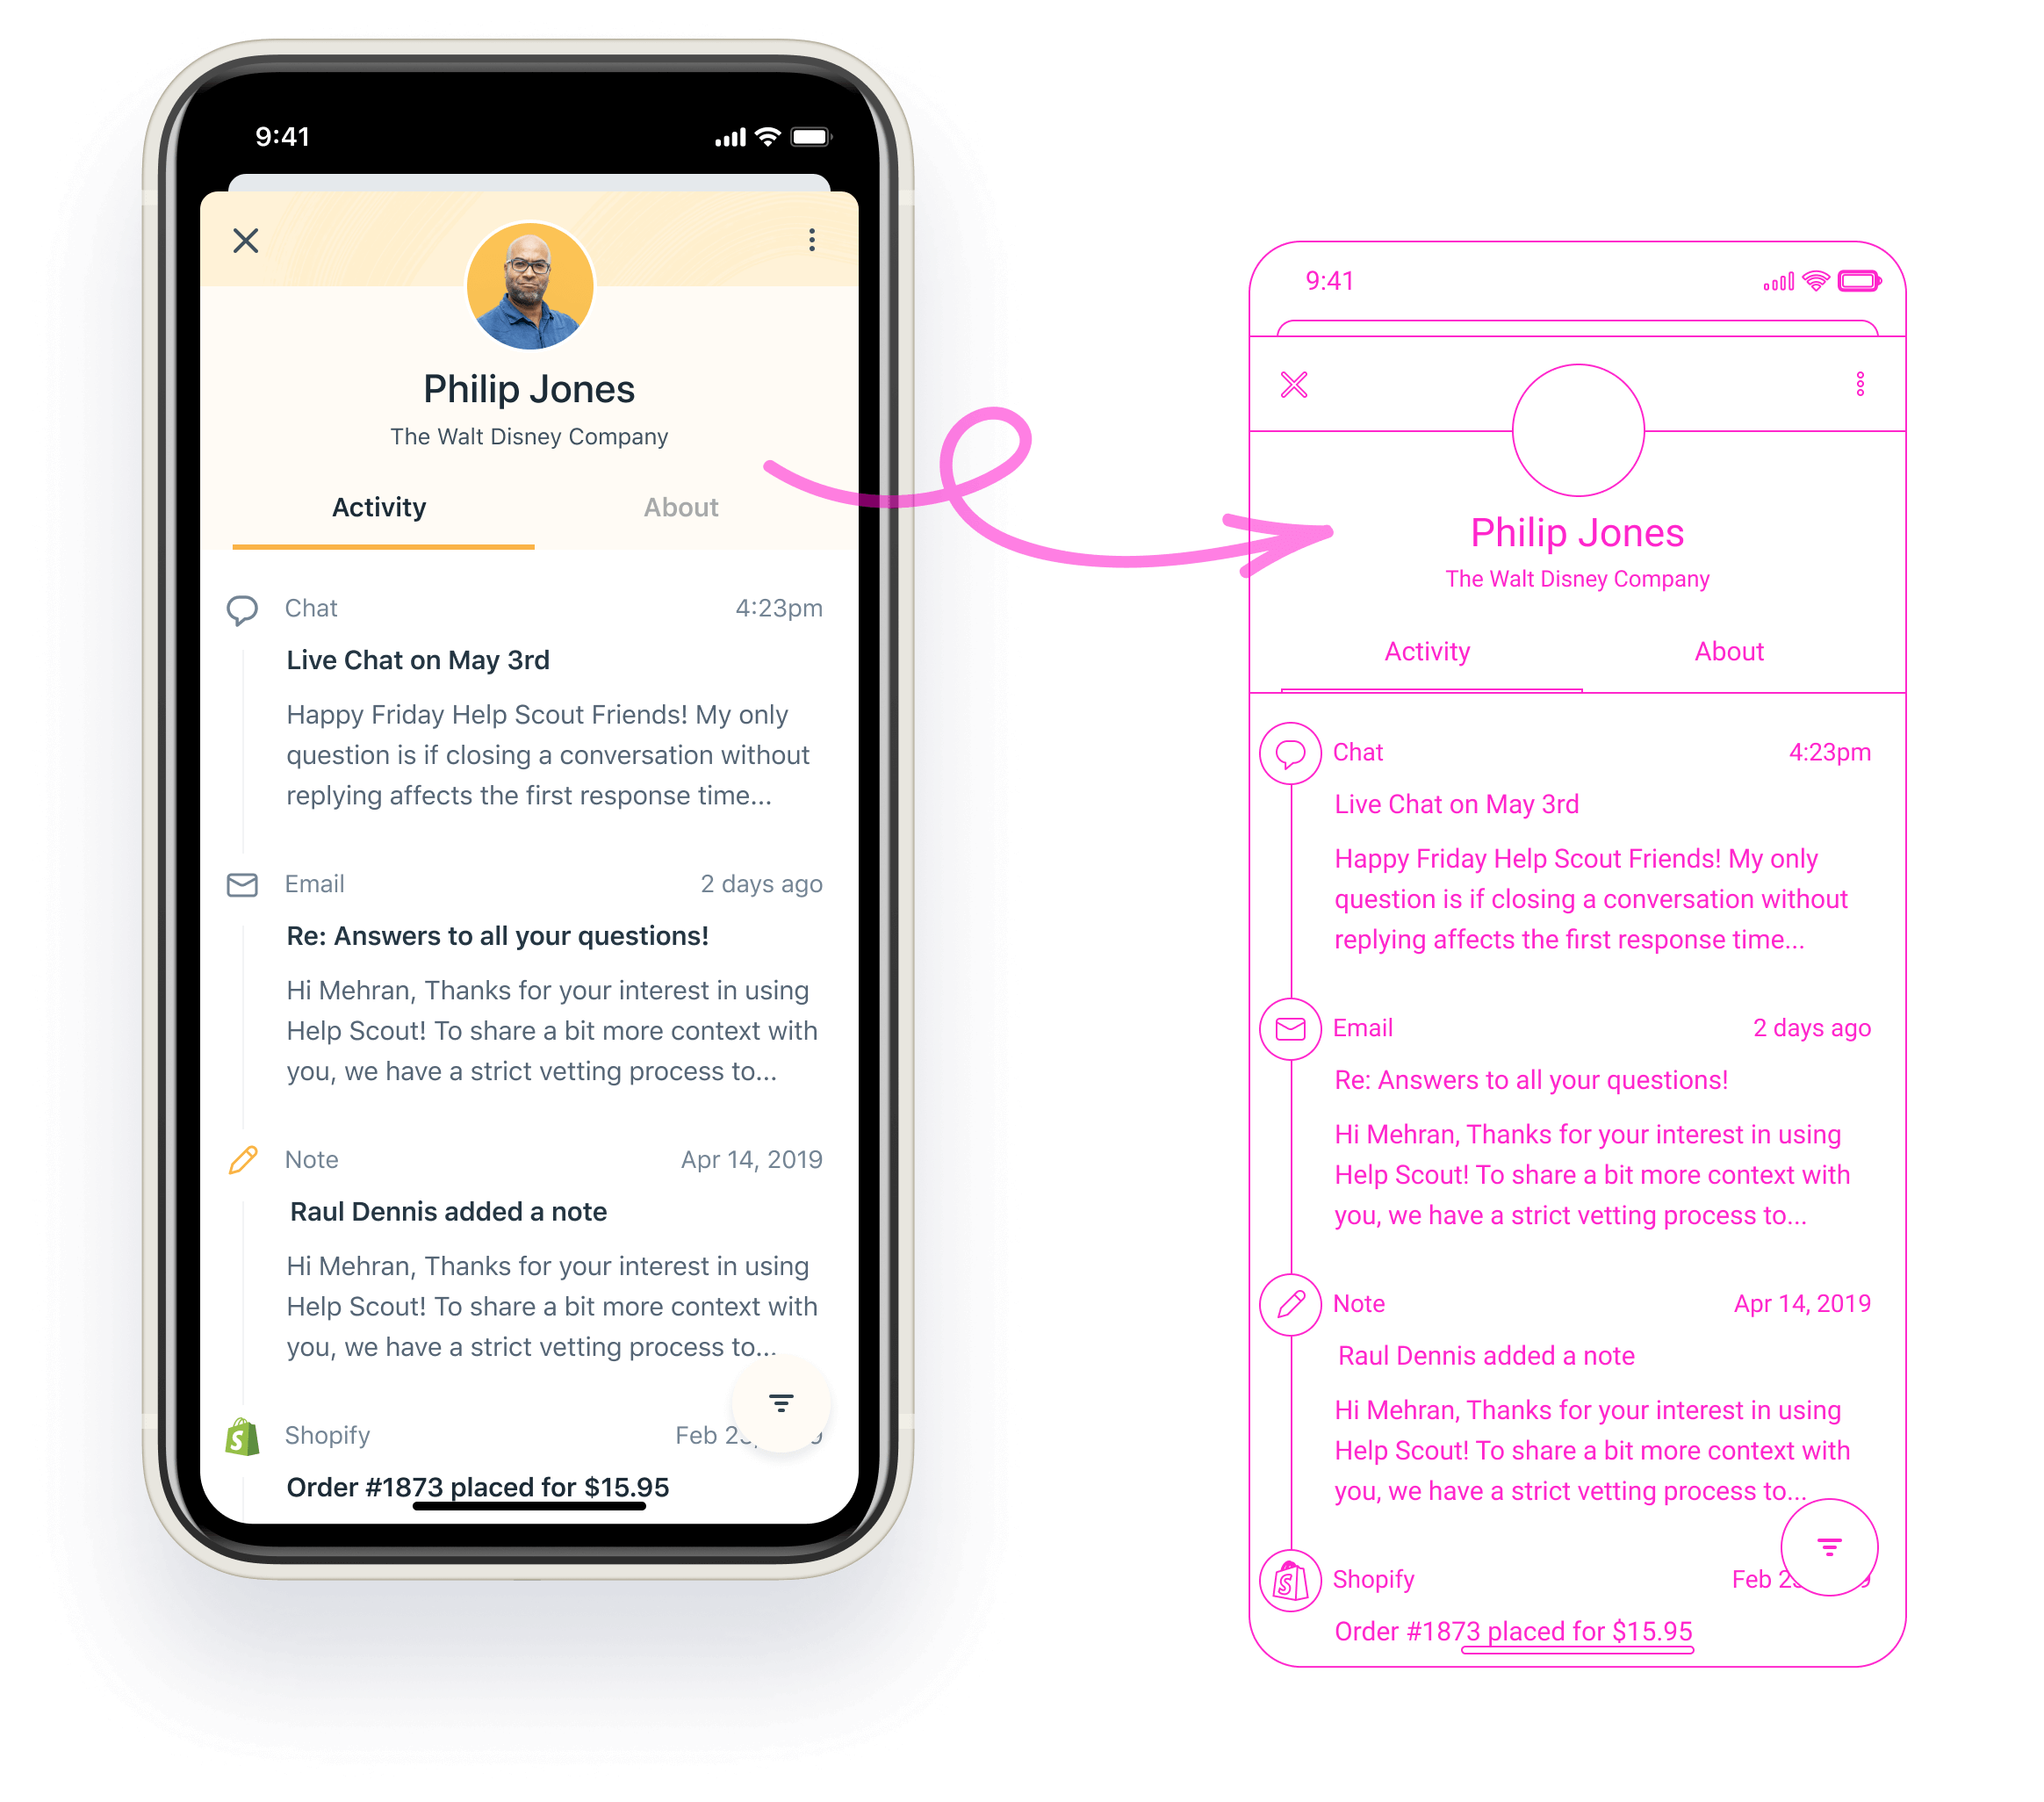 9:41
Philip Jones
The Walt Disney Company
Activity About
Chat 4:23pm
Live Chat on May 3rd
Happy Friday Help Scout Friends! My only
question is if closing a conversation without
replying affects the first response time...
Email 2 days ago
Re: Answers to all your questions!
Hi Mehran, Thanks for your interest in using
Help Scout! To share a bit more context with
you, we have a strict vetting process to...
Note Apr 14, 2019
Raul Dennis added a note
Hi Mehran, Thanks for your interest in using
Help Scout! To share a bit more context with
you, we have a strict vetting process to...
S Shopify Feb
Order #1873 placed for $15.95
9:41
Philip Jones
The Walt Disney Company
Activity About
Chat 4:23pm
Live Chat on May 3rd
Happy Friday Help Scout Friends! My only
question is if closing a conversation without
replying affects the first response time...
Email 2 days ago
Re: Answers to all your questions!
Hi Mehran, Thanks for your interest in using
Help Scout! To share a bit more context with
you, we have a strict vetting process to...
Note Apr 14, 2019
Raul Dennis added a note
Hi Mehran, Thanks for your interest in using
Help Scout! To share a bit more context with
you, we have a strict vetting process to...
S Shopify Feb
Order #1873 placed for $15.95